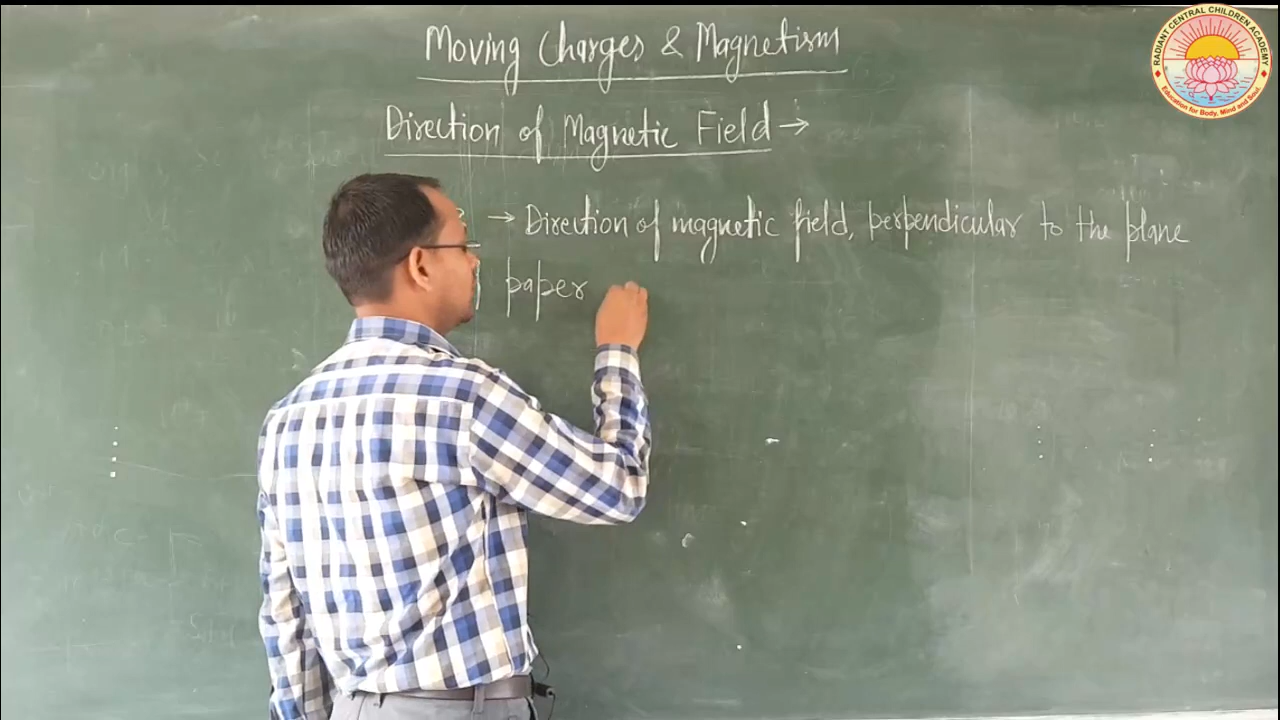 Moving Charges & Magnetism
Direction of Magnetic Field →
→ Direction of magnetic field, perpendicular to the plane
paper
RADIANT CENTRAL CHILDREN ACADEMY
Education for Body, Mind and Soul.